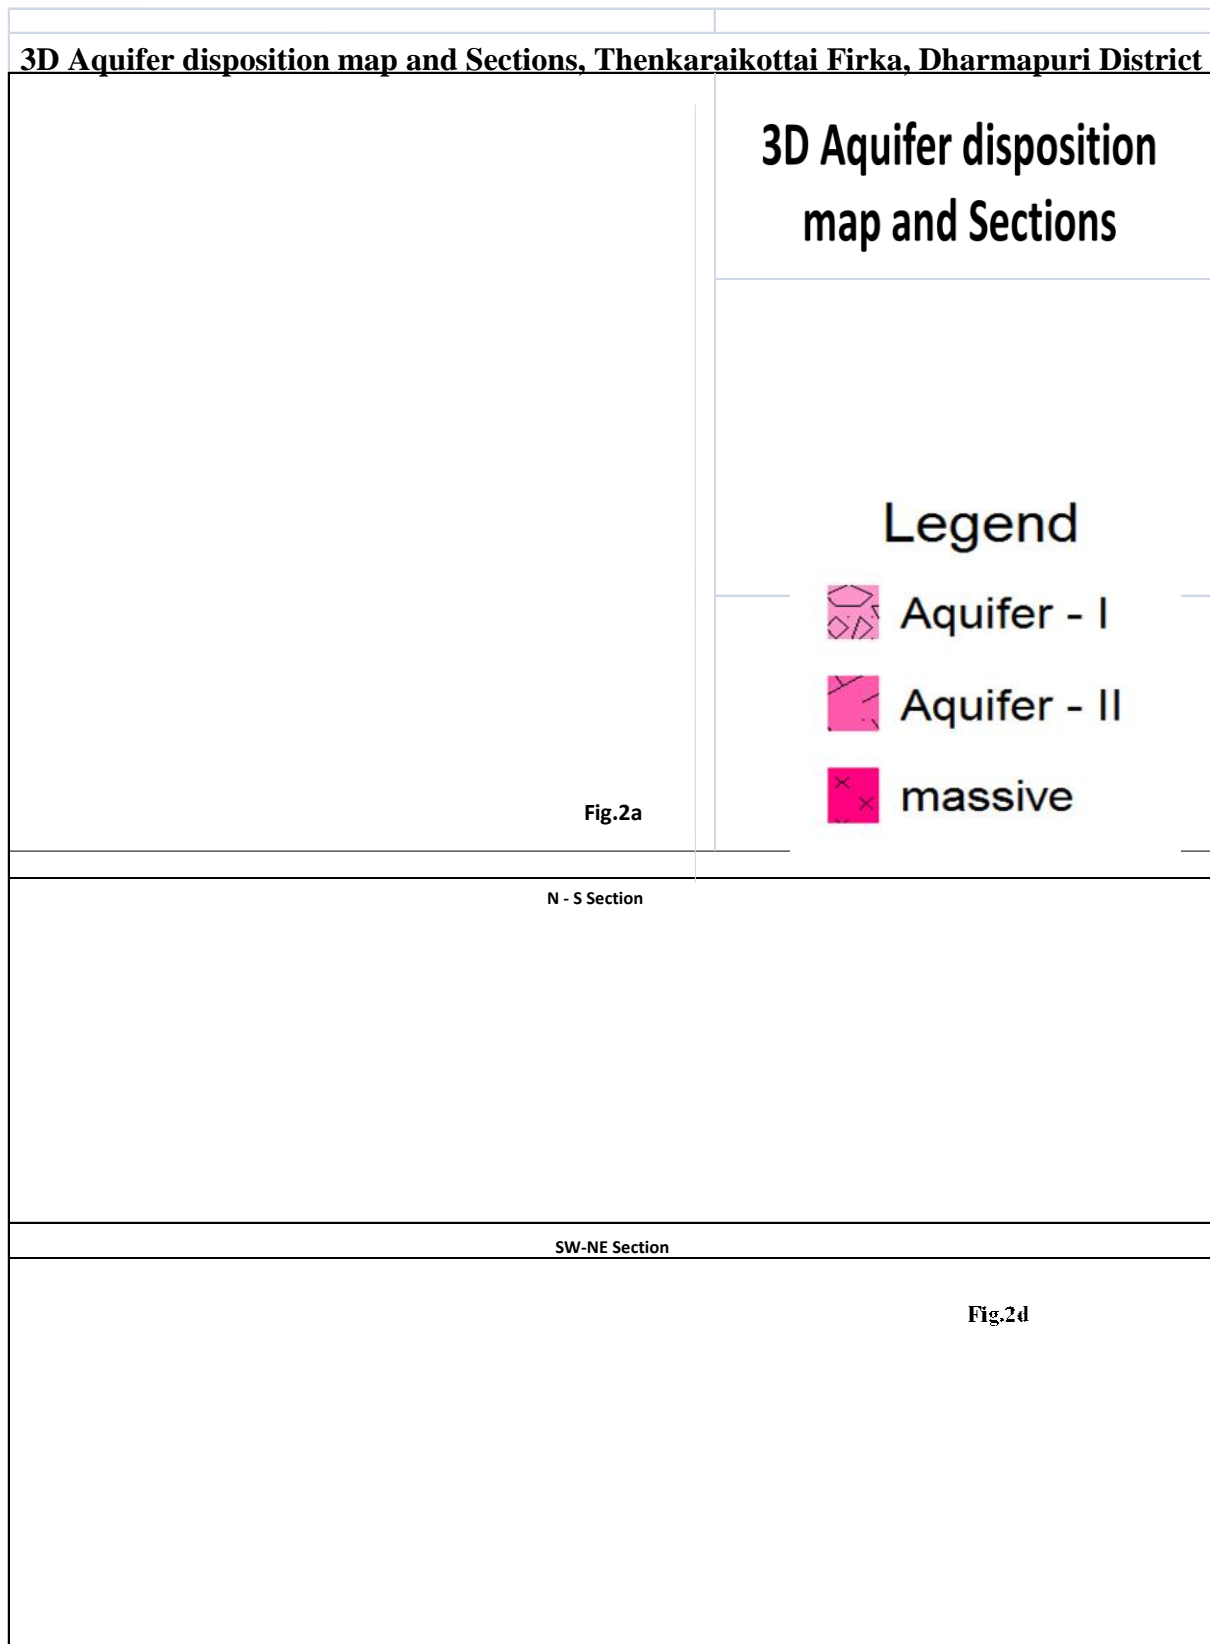 3D Aquifer disposition map and Sections, Thenkaraikottai Firka, Dharmapuri District
3D Aquifer disposition
map and Sections
Legend
Aquifer - I
Aquifer - II
massive
Fig.2a
N - S Section
SW-NE Section
Fig.2d